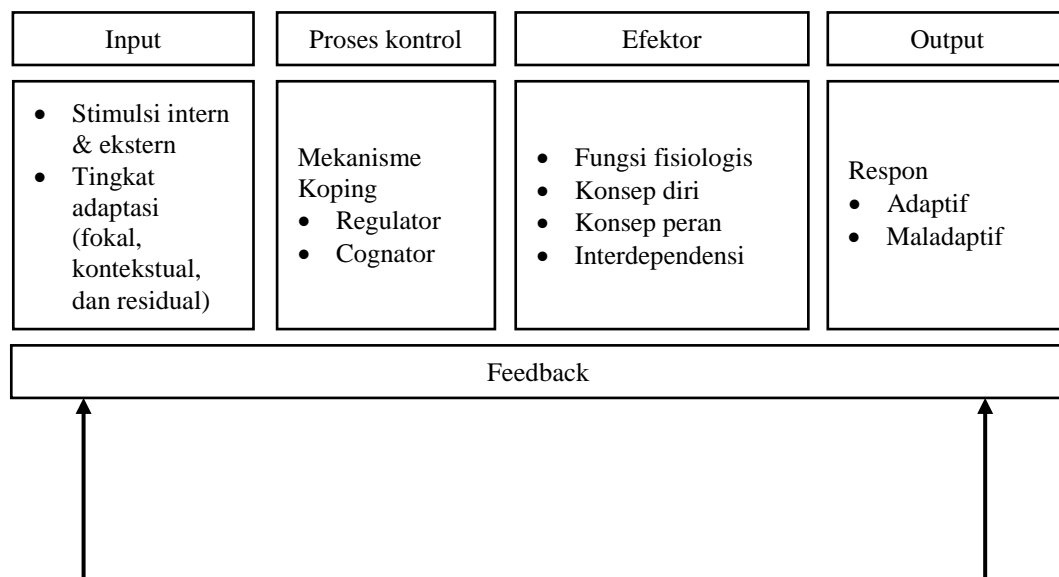 Input
Proses kontrol
Efektor
Output
• Stimulsi intern
& ekstern
• Tingkat
adaptasi
(fokal,
kontekstual,
dan residual)
Mekanisme
Koping
• Regulator
• Cognator
• Fungsi fisiologis
• Konsep diri
• Konsep peran
• Interdependensi
Respon
• Adaptif
• Maladaptif
Feedback